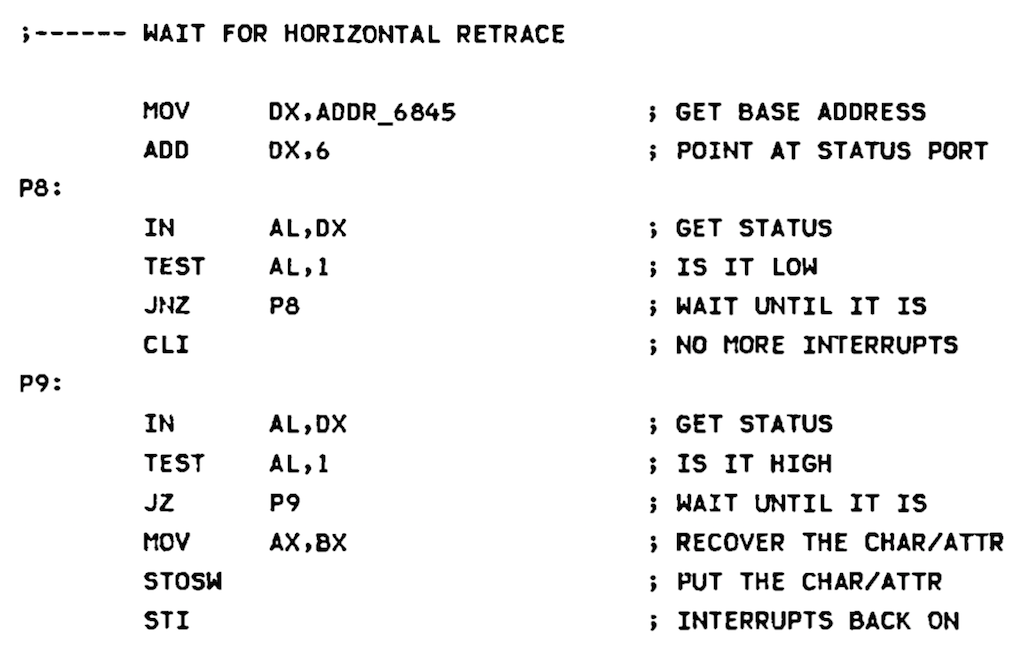 ;------ WAIT FOR HORIZONTAL RETRACE
MOV DX,ADDR_6845 ; GET BASE ADDRESS
ADD DX,6 ; POINT AT STATUS PORT
P8:
IN AL,DX ; GET STATUS
TEST AL,1 ; IS IT LOW
JNZ P8 ; WAIT UNTIL IT IS
CLI ; NO MORE INTERRUPTS
P9:
IN AL,DX ; GET STATUS
TEST AL,1 ; IS IT HIGH
JZ P9 ; WAIT UNTIL IT IS
MOV AX,BX ; RECOVER THE CHAR/ATTR
STOSW ; PUT THE CHAR/ATTR
STI ; INTERRUPTS BACK ON